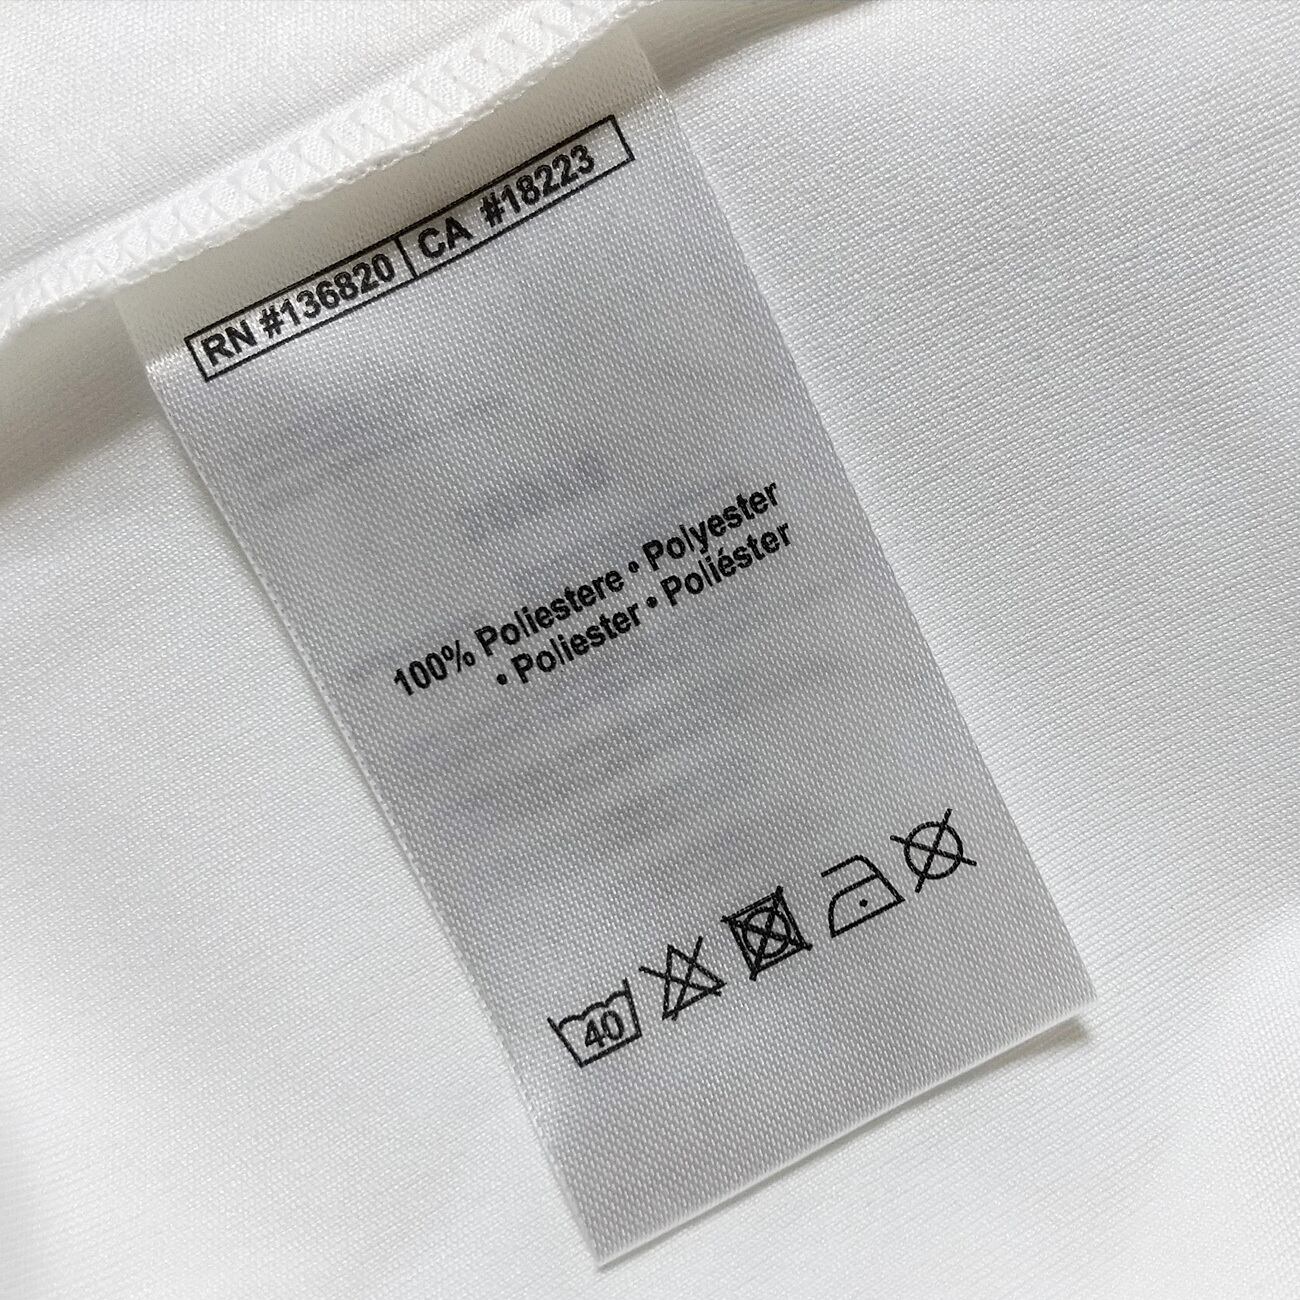 RN #136820 CA #18223
100% Poliestere • Polyester
• Poliester • Poliéster
40